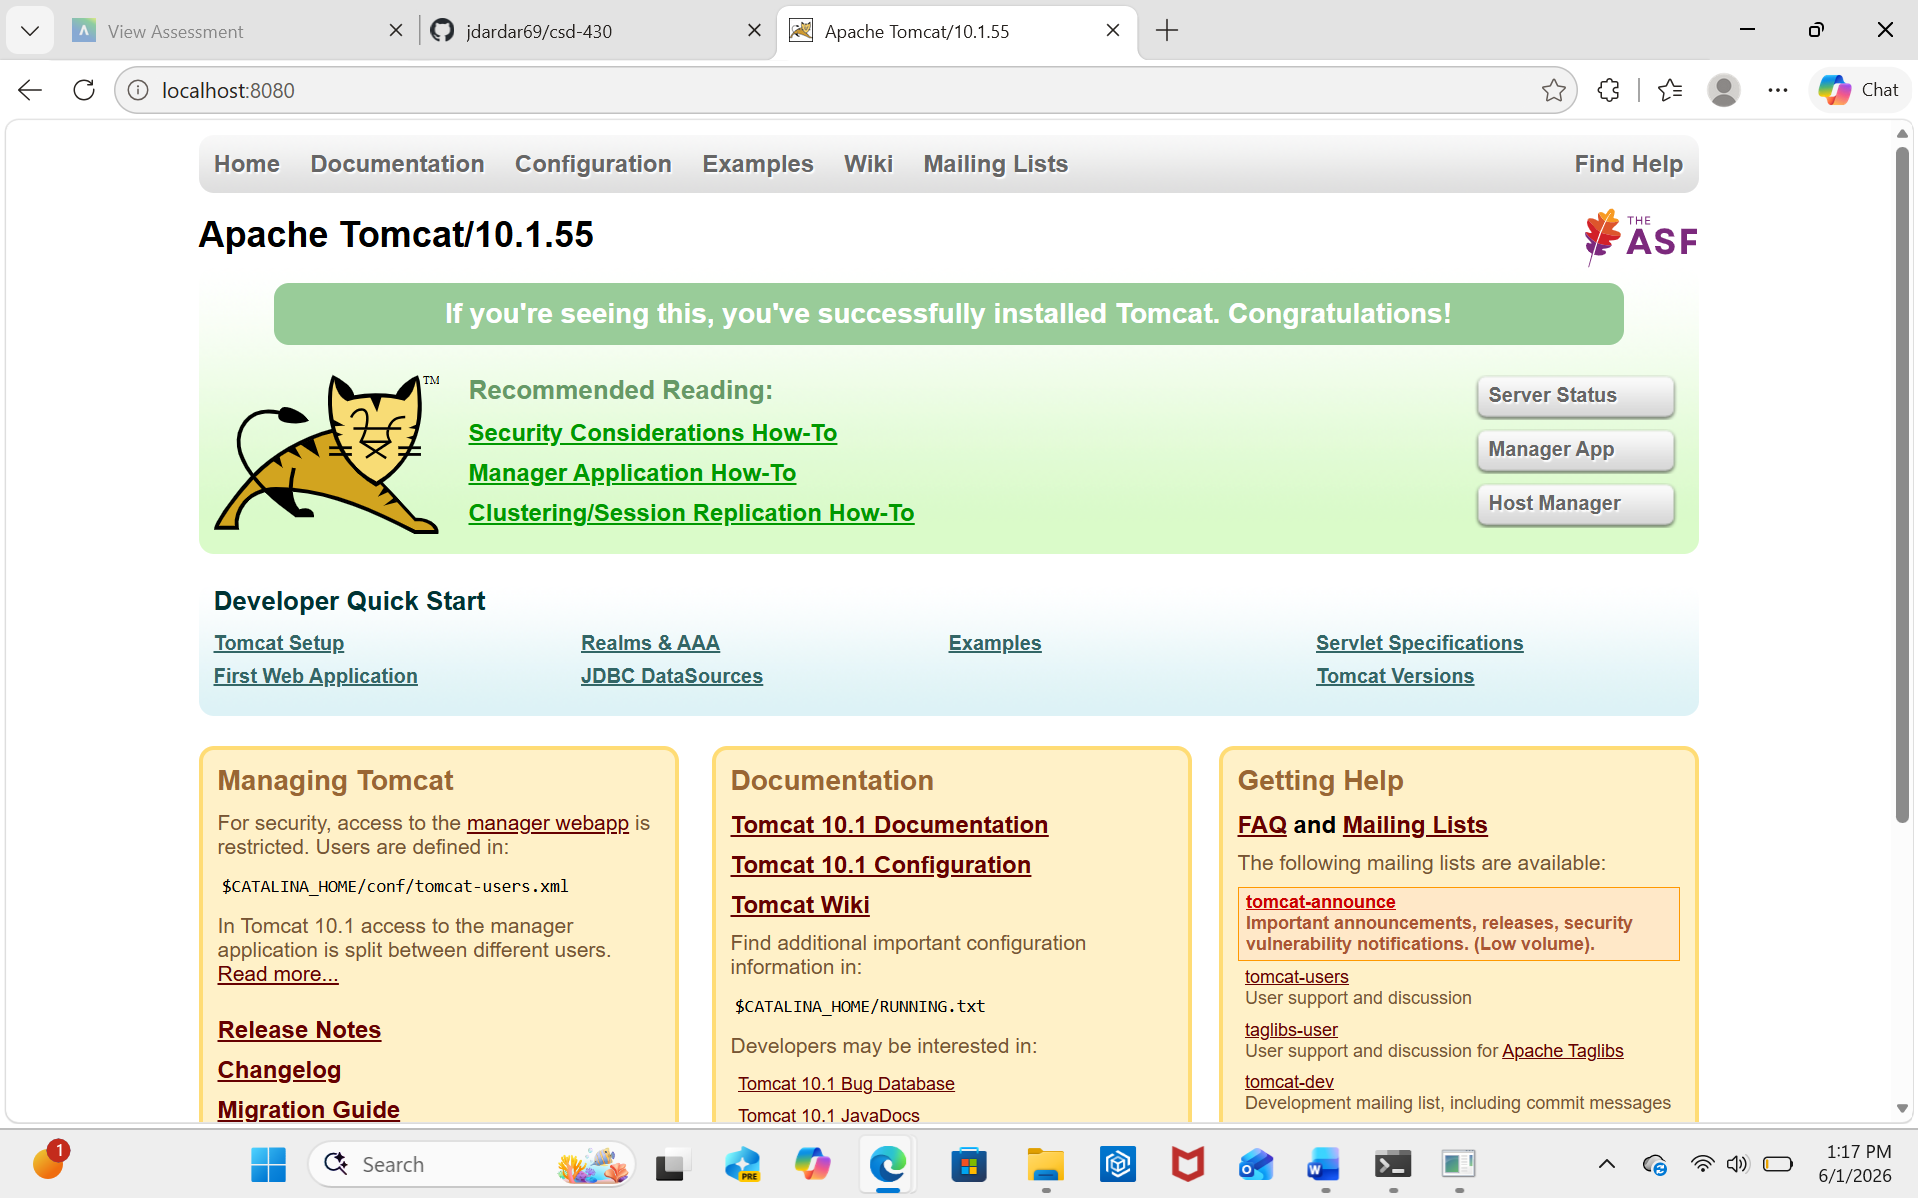 View Assessment
jdardar69/csd-430
Apache Tomcat/10.1.55
localhost:8080
Chat
Home Documentation Configuration Examples Wiki Mailing Lists Find Help
Apache Tomcat/10.1.55
THE
ASF
If you're seeing this, you've successfully installed Tomcat. Congratulations!
TM
Recommended Reading:
Security Considerations How-To
Manager Application How-To
Clustering/Session Replication How-To
Server Status
Manager App
Host Manager
Developer Quick Start
Tomcat Setup
First Web Application
Realms & AAA
JDBC DataSources
Examples
Servlet Specifications
Tomcat Versions
Managing Tomcat
For security, access to the manager webapp is
restricted. Users are defined in:
$CATALINA_HOME/conf/tomcat-users.xml
In Tomcat 10.1 access to the manager
application is split between different users.
Read more...
Release Notes
Changelog
Migration Guide
Documentation
Tomcat 10.1 Documentation
Tomcat 10.1 Configuration
Tomcat Wiki
Find additional important configuration
information in:
$CATALINA_HOME/RUNNING.txt
Developers may be interested in:
Tomcat 10.1 Bug Database
Tomcat 10.1 JavaDocs
Getting Help
FAQ and Mailing Lists
The following mailing lists are available:
tomcat-announce
Important announcements, releases, security
vulnerability notifications. (Low volume).
tomcat-users
User support and discussion
taglibs-user
User support and discussion for Apache Taglibs
tomcat-dev
Development mailing list, including commit messages
1
Search
PRE
1:17 PM
6/1/2026